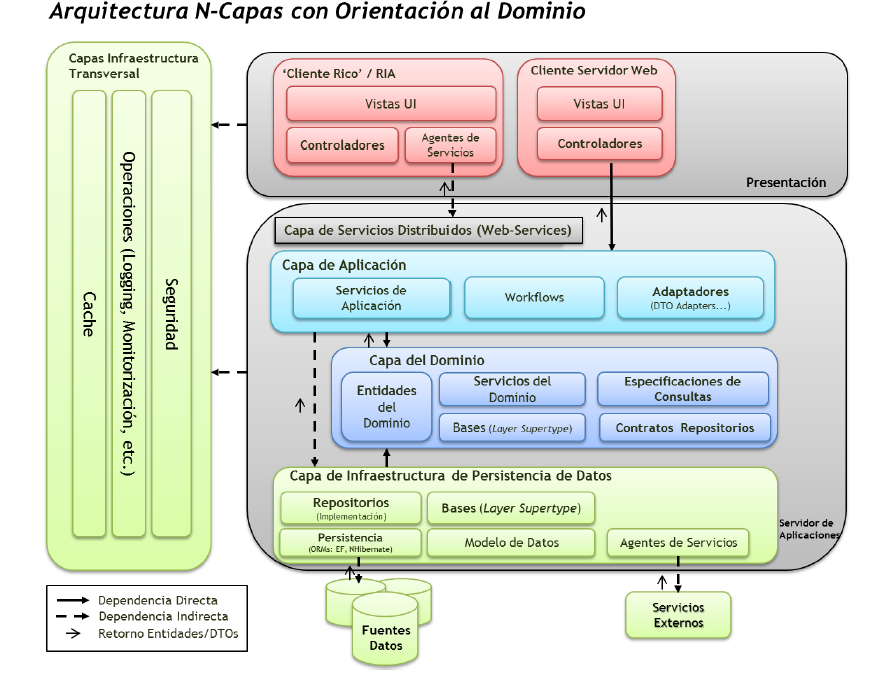 Arquitectura N-Capas con Orientación al Dominio
Capas Infraestructura
Transversal
Cache
Operaciones (Logging, Monitorización, etc.)
Seguridad
‘Cliente Rico’ / RIA
Vistas UI
Controladores
Agentes de
Servicios
Cliente Servidor Web
Vistas UI
Controladores
Presentación
Capa de Servicios Distribuidos (Web-Services)
Capa de Aplicación
Servicios de
Aplicación
Workflows
Adaptadores
(DTO Adapters...)
Capa del Dominio
Entidades
del
Dominio
Servicios del
Dominio
Especificaciones de
Consultas
Bases (Layer Supertype)
Contratos Repositorios
Capa de Infraestructura de Persistencia de Datos
Repositorios
(Implementación)
Bases (Layer Supertype)
Persistencia
(ORMs: EF, NHibernate)
Modelo de Datos
Agentes de Servicios
Servidor de
Aplicaciones
Fuentes
Datos
Servicios
Externos
Dependencia Directa
Dependencia Indirecta
Retorno Entidades/DTOs